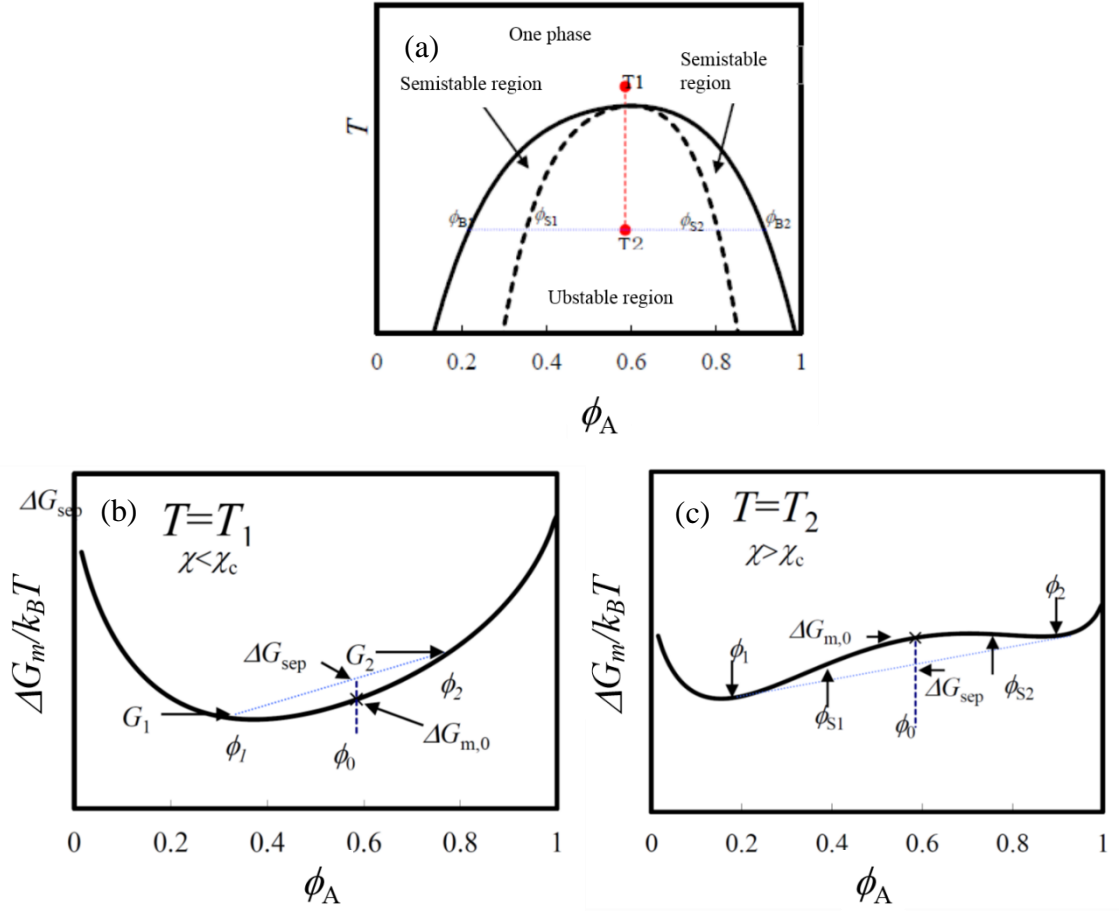 (a)
One phase
Semistable region
Semistable
region
T1
T
ϕB1
ϕS1
ϕS2
ϕB2
T2
Ubstable region
0 0.2 0.4 0.6 0.8 1
ϕA
ΔGsep
(b)
T=T1
χ<χc
ΔGm/kBT
ΔGsep
G2
G1
ϕ2
ϕ1
ϕ0
ΔGm,0
0 0.2 0.4 0.6 0.8 1
ϕA
(c)
T=T2
χ>χc
ΔGm/kBT
ΔGm,0
ϕ2
ϕ1
ΔGsep
ϕS1
ϕS2
ϕ0
0 0.2 0.4 0.6 0.8 1
ϕA